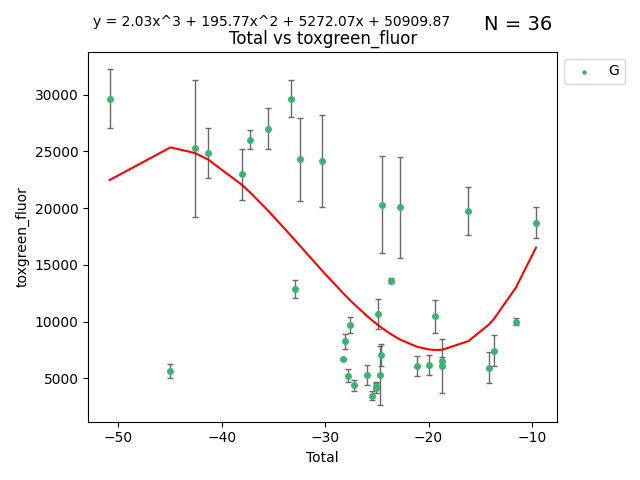 y = 2.03x^3 + 195.77x^2 + 5272.07x + 50909.87
N = 36
Total vs toxgreen_fluor
G
30000
25000
20000
15000
10000
5000
toxgreen_fluor
−50
−40
−30
−20
−10
Total